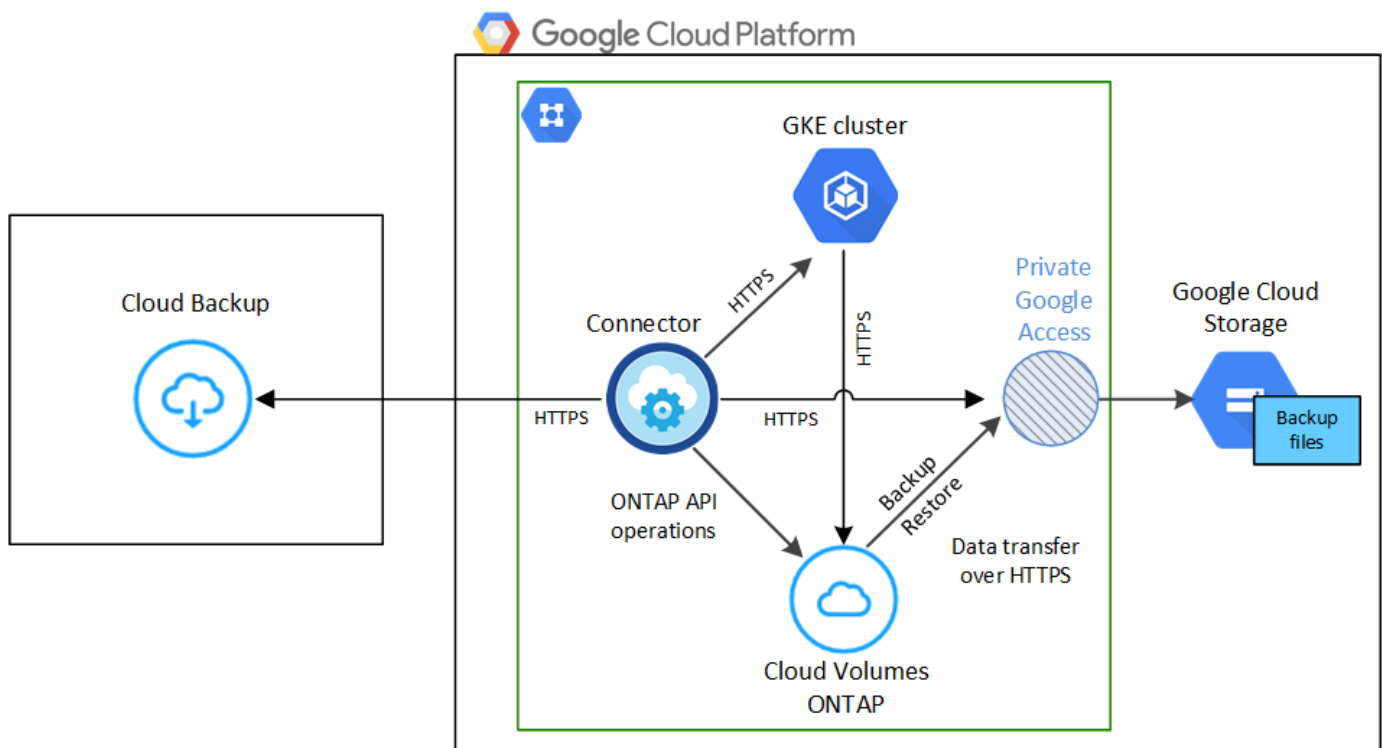 Google Cloud Platform
GKE cluster
Cloud Backup
Connector
HTTPS
HTTPS
Private
Google
Access
Google Cloud
Storage
HTTPS
HTTPS
Backup
files
ONTAP API
operations
Backup
Restore
Data transfer
over HTTPS
Cloud Volumes
ONTAP